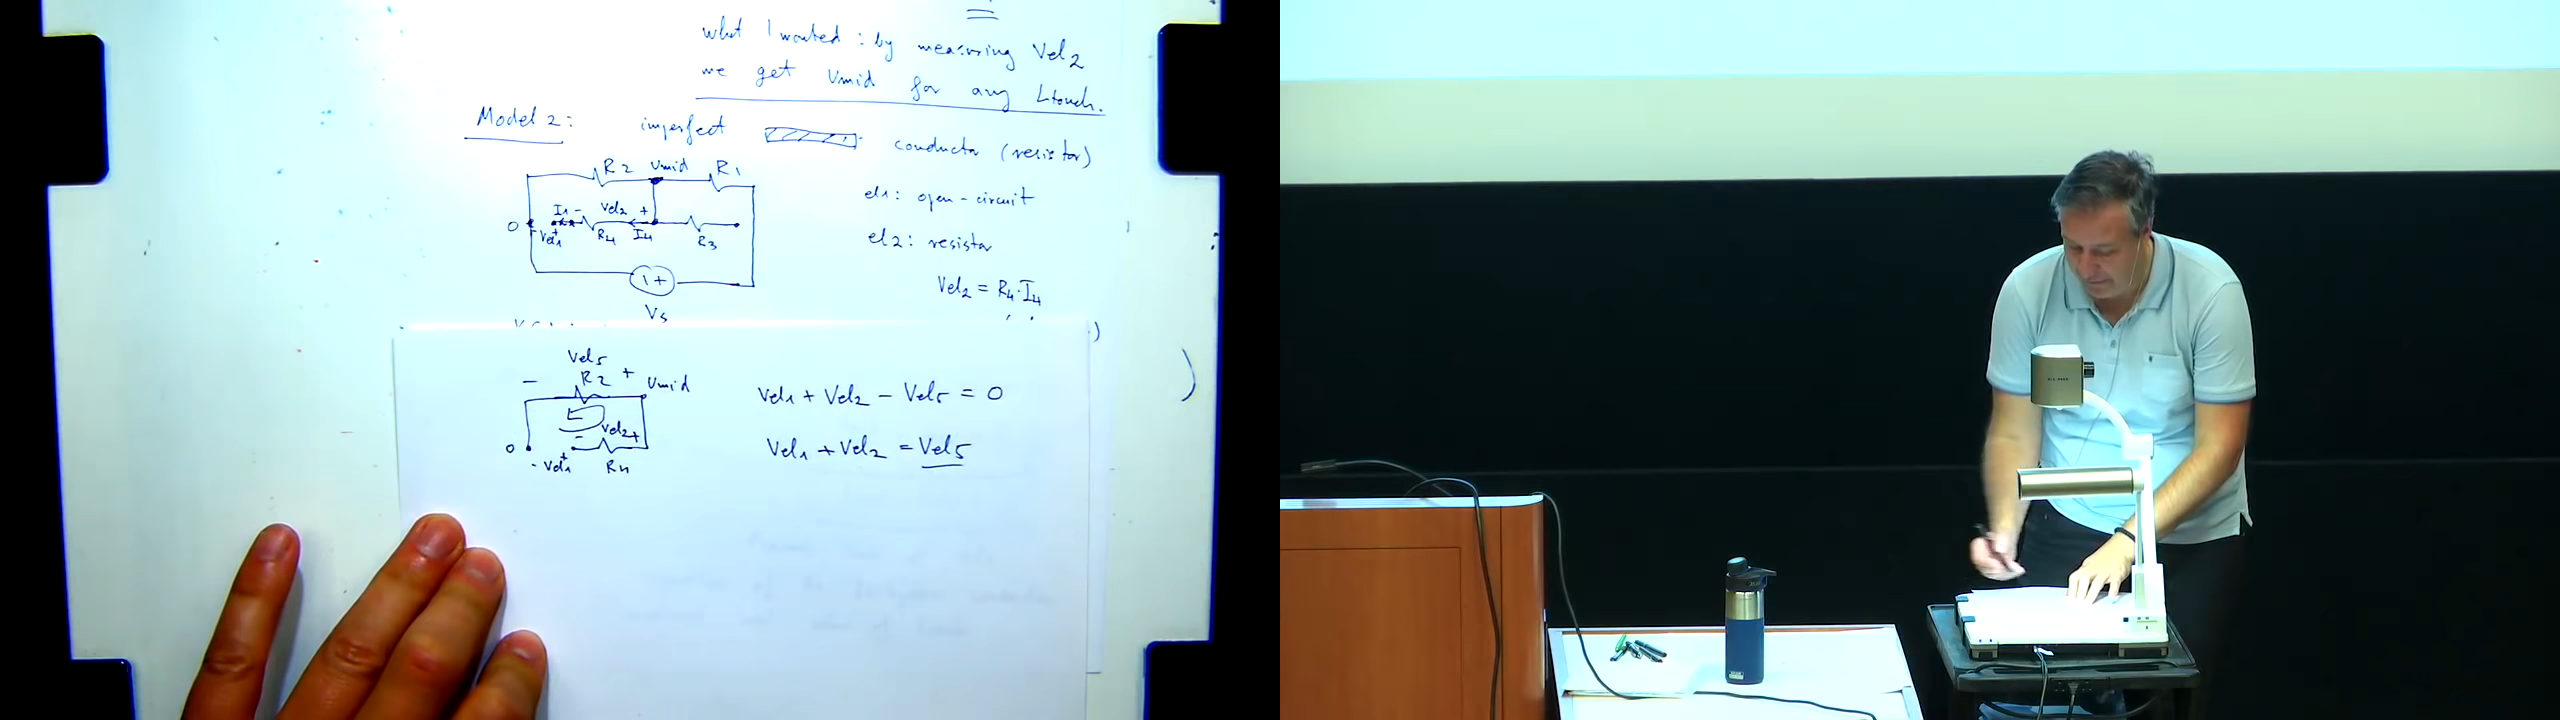 what I wanted : by measuring Vel2
we get Umid for any Ltouch.
Model 2: imperfect conductor (resistor)
R2 Umid R1
el1: open-circuit
I1 - Vel2 +
0 - Vel1 + R4 I4 R3
el2: resistor
Vel2 = R4·I4
+
Vs
Vel5
- R2 + Umid
Vel1 + Vel2 - Vel5 = 0
- Vel2 +
0
Vel1 + Vel2 = Vel5
- Vel1 + R4